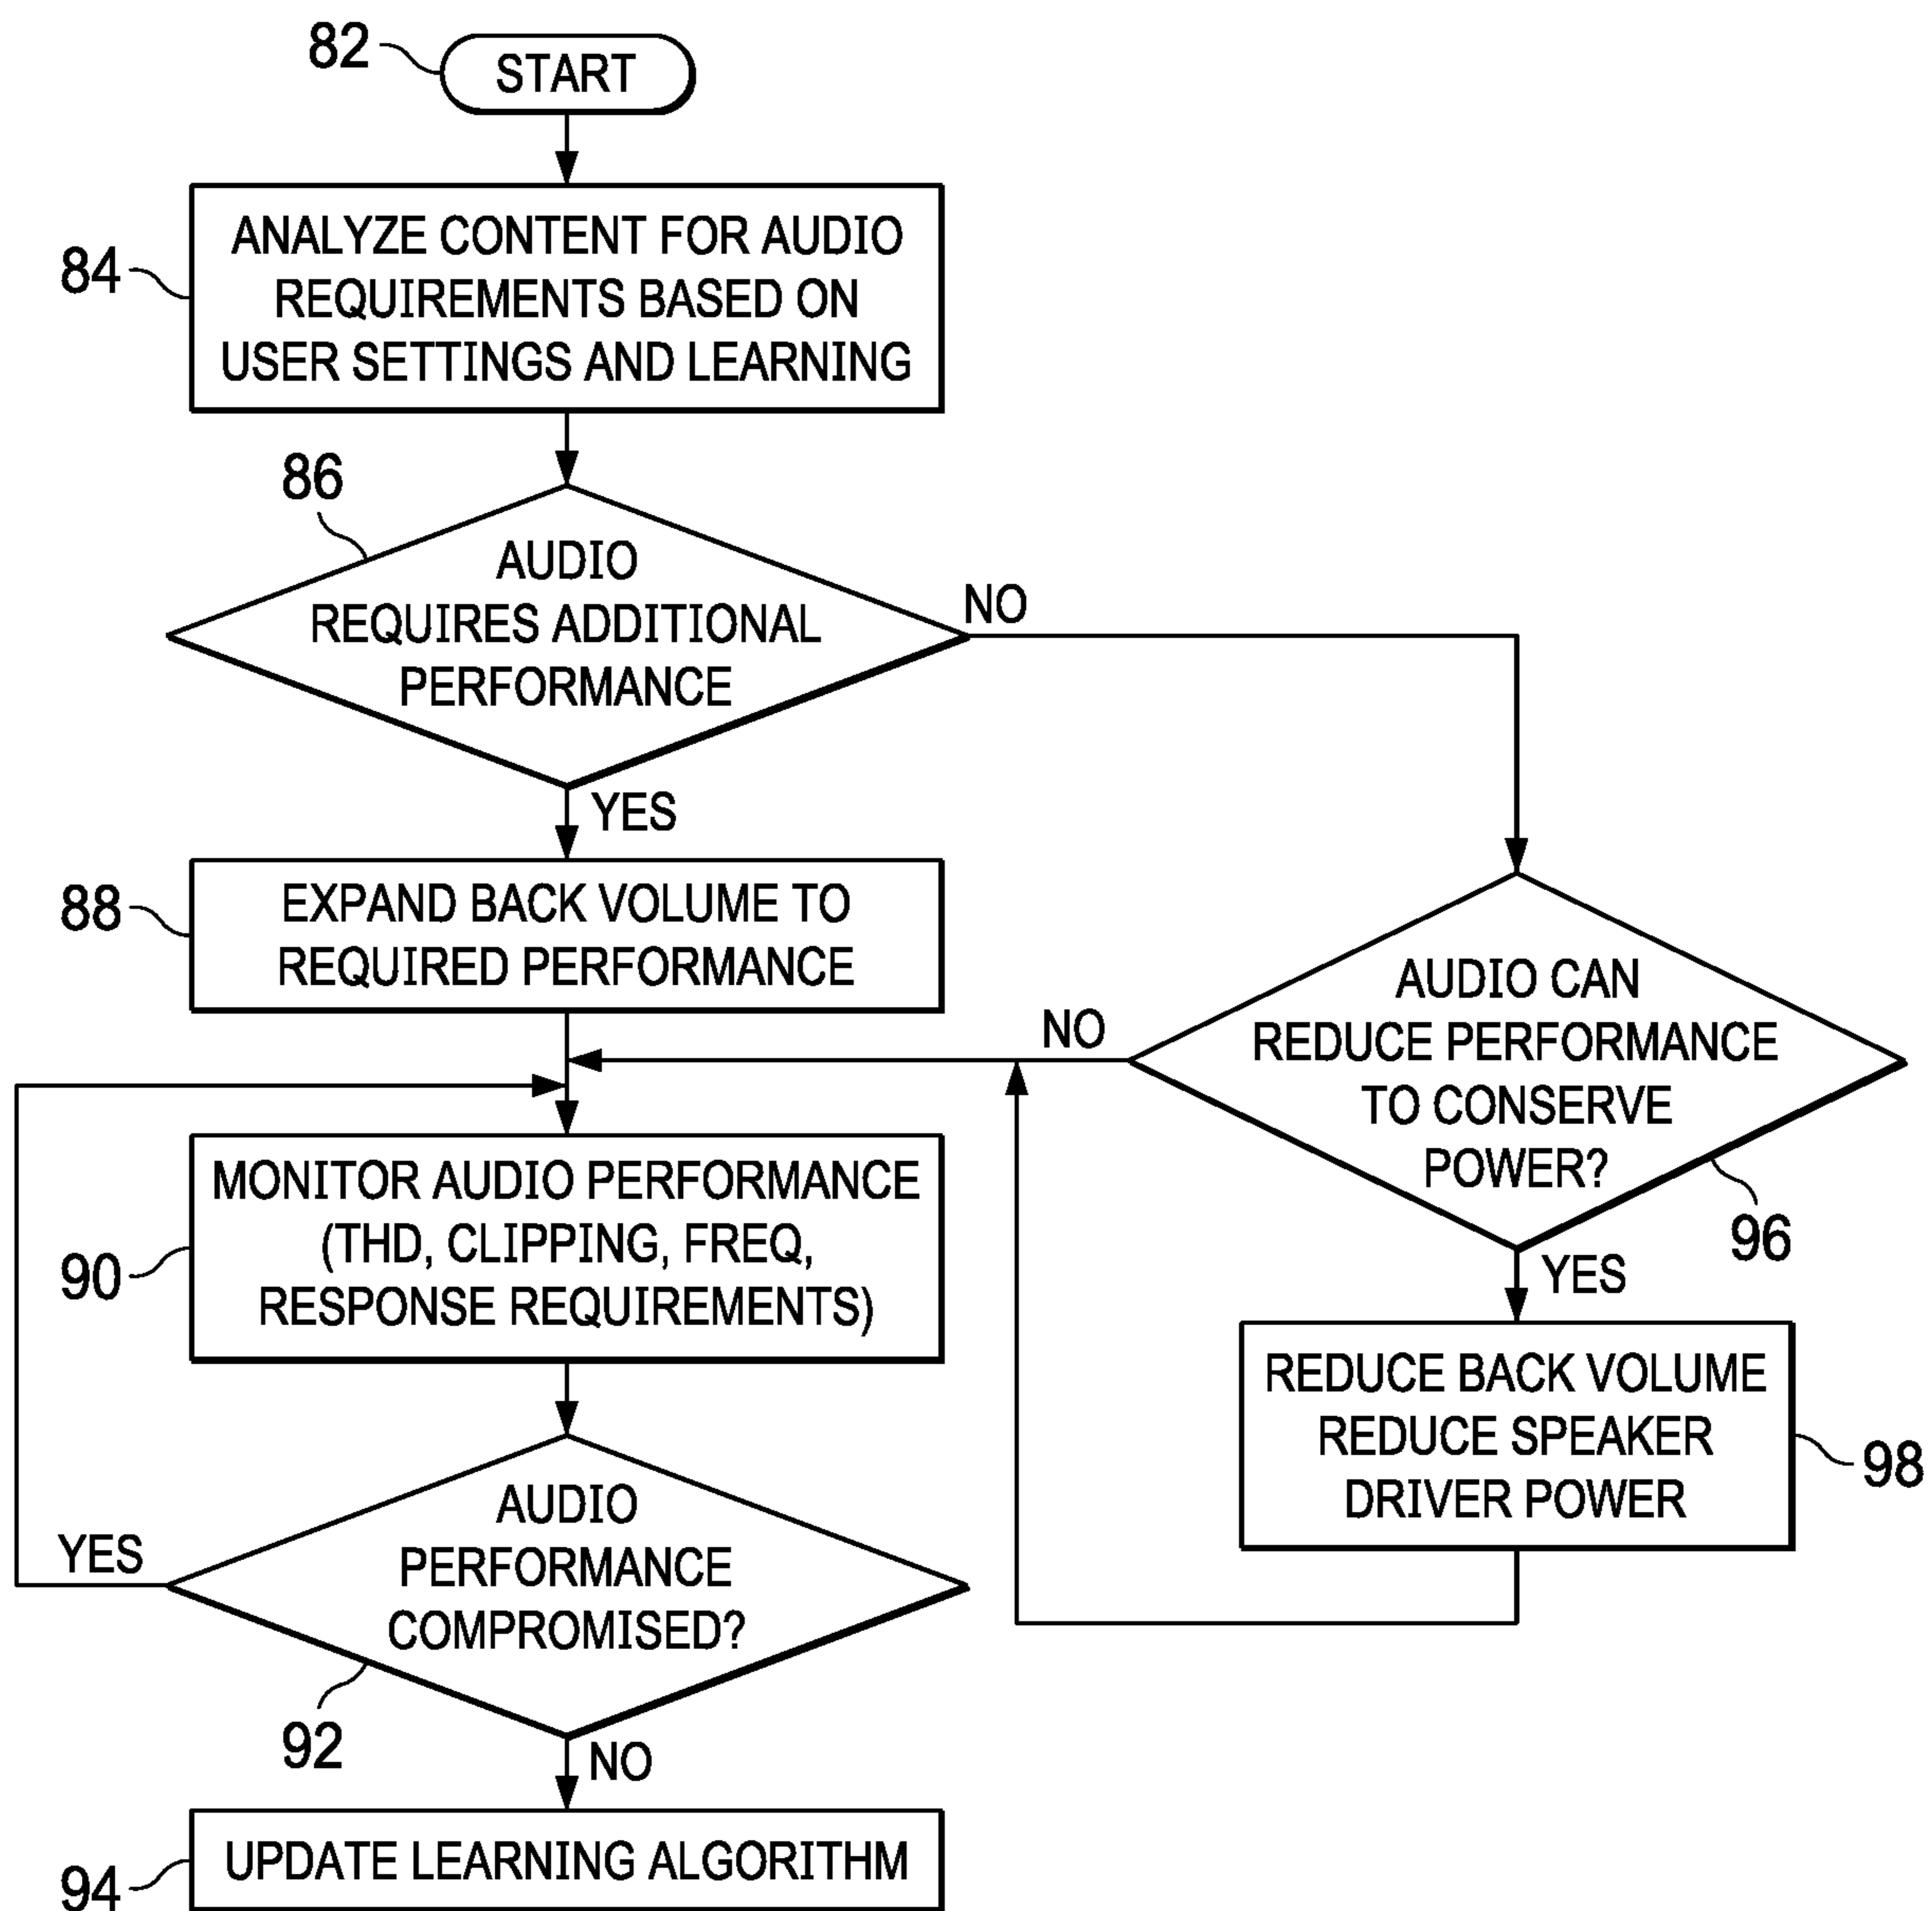 82
START
84
ANALYZE CONTENT FOR AUDIO
REQUIREMENTS BASED ON
USER SETTINGS AND LEARNING
86
AUDIO
REQUIRES ADDITIONAL
PERFORMANCE
NO
YES
88
EXPAND BACK VOLUME TO
REQUIRED PERFORMANCE
AUDIO CAN
REDUCE PERFORMANCE
TO CONSERVE
POWER?
NO
96
YES
90
MONITOR AUDIO PERFORMANCE
(THD, CLIPPING, FREQ,
RESPONSE REQUIREMENTS)
REDUCE BACK VOLUME
REDUCE SPEAKER
DRIVER POWER
98
AUDIO
PERFORMANCE
COMPROMISED?
YES
92
NO
94
UPDATE LEARNING ALGORITHM